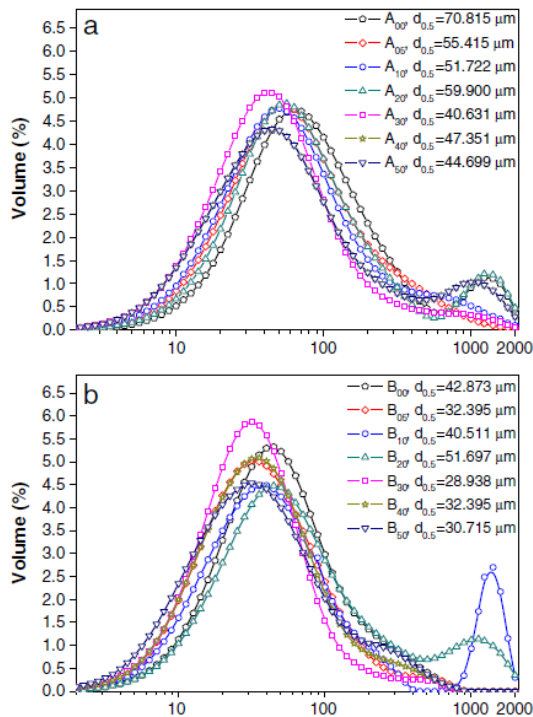 a
A00, d0.5=70.815 μm
A05, d0.5=55.415 μm
A10, d0.5=51.722 μm
A20, d0.5=59.900 μm
A30, d0.5=40.631 μm
A40, d0.5=47.351 μm
A50, d0.5=44.699 μm
Volume (%)
6.5
6.0
5.5
5.0
4.5
4.0
3.5
3.0
2.5
2.0
1.5
1.0
0.5
0.0
10 100 1000 2000
b
B00, d0.5=42.873 μm
B05, d0.5=32.395 μm
B10, d0.5=40.511 μm
B20, d0.5=51.697 μm
B30, d0.5=28.938 μm
B40, d0.5=32.395 μm
B50, d0.5=30.715 μm
Volume (%)
6.5
6.0
5.5
5.0
4.5
4.0
3.5
3.0
2.5
2.0
1.5
1.0
0.5
0.0
10 100 1000 2000